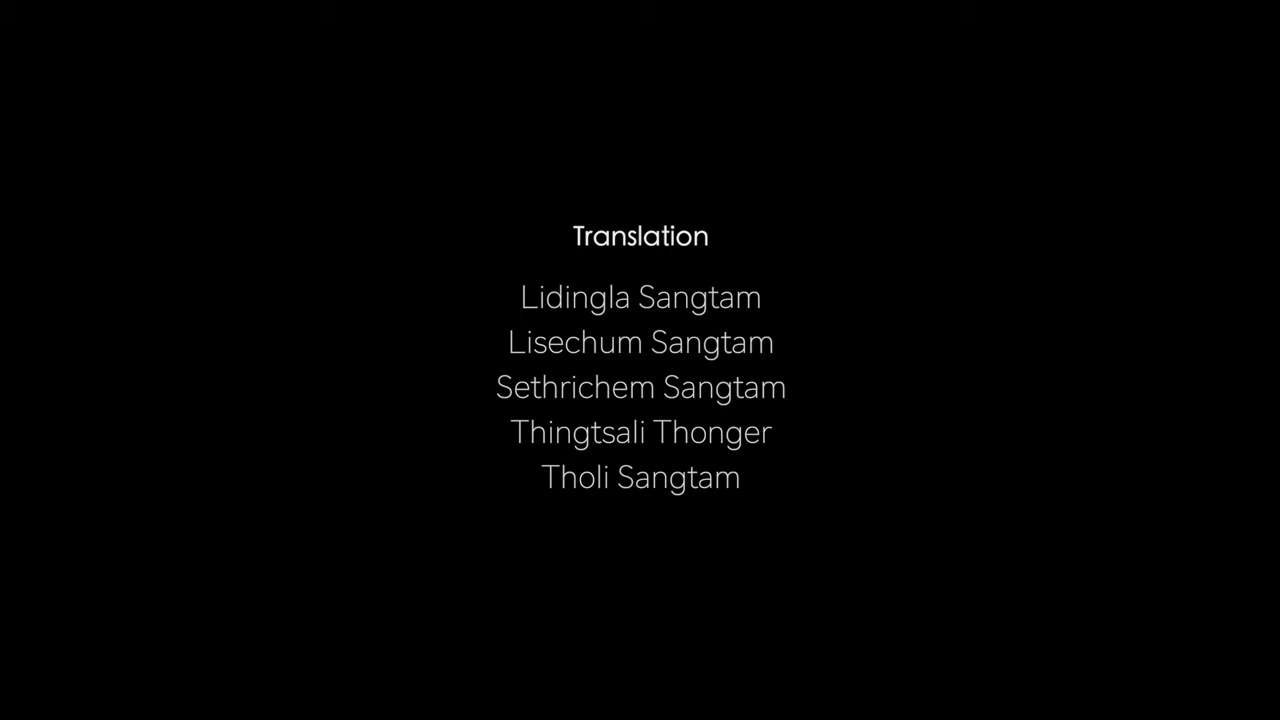 Translation
Lidingla Sangtam
Lisechum Sangtam
Sethrichem Sangtam
Thingtsali Thonger
Tholi Sangtam